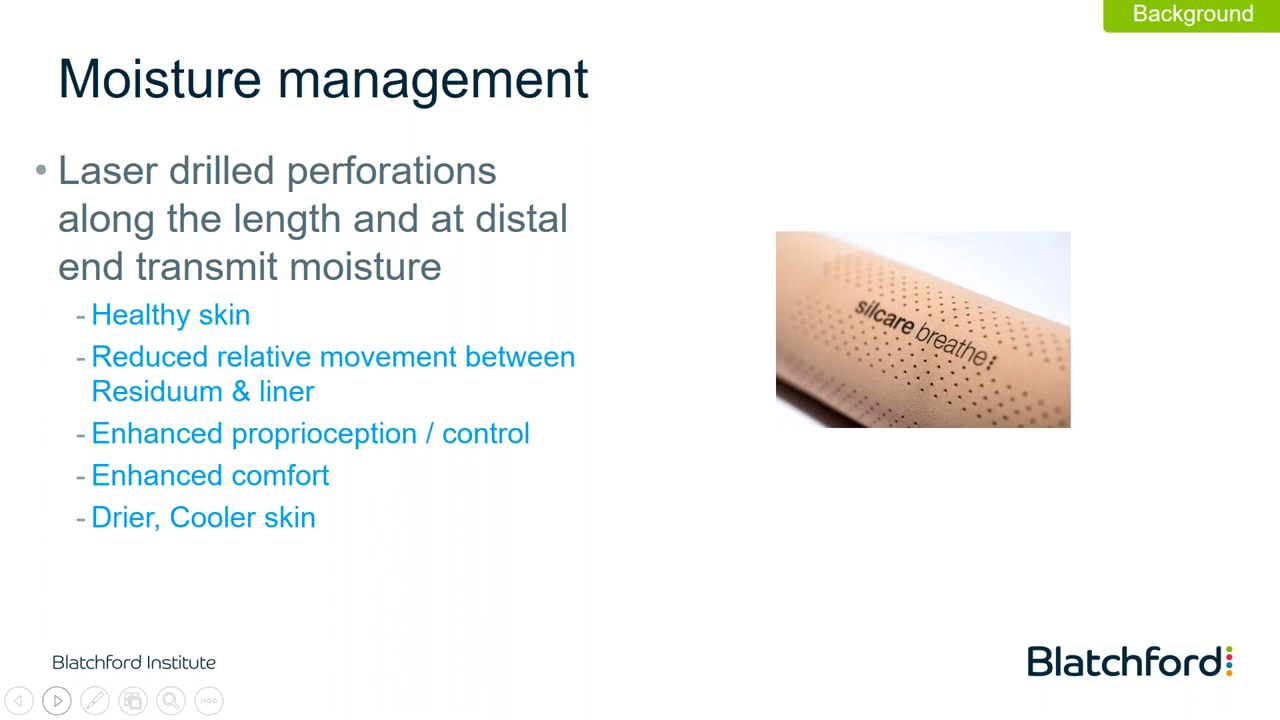 Background
Moisture management
• Laser drilled perforations
along the length and at distal
end transmit moisture
- Healthy skin
- Reduced relative movement between
Residuum & liner
- Enhanced proprioception / control
- Enhanced comfort
- Drier, Cooler skin
silcare breathe:
Blatchford Institute
Blatchford